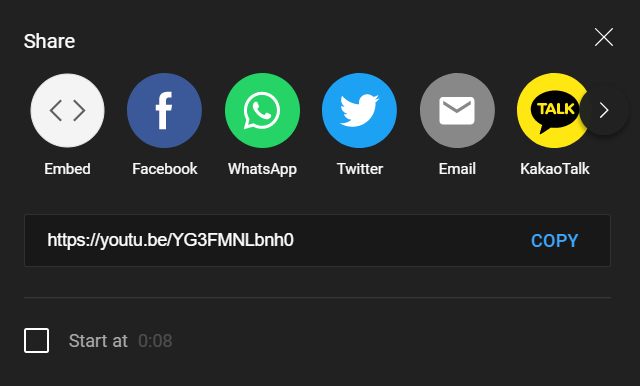 Share
TALK
Embed Facebook WhatsApp Twitter Email KakaoTalk
https://youtu.be/YG3FMNLbnh0 COPY
Start at 0:08